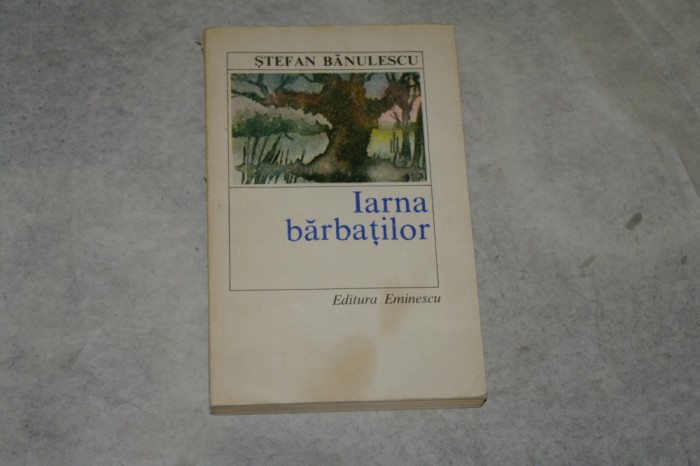 ŞTEFAN BĂNULESCU
Iarna
bărbaţilor
Editura Eminescu